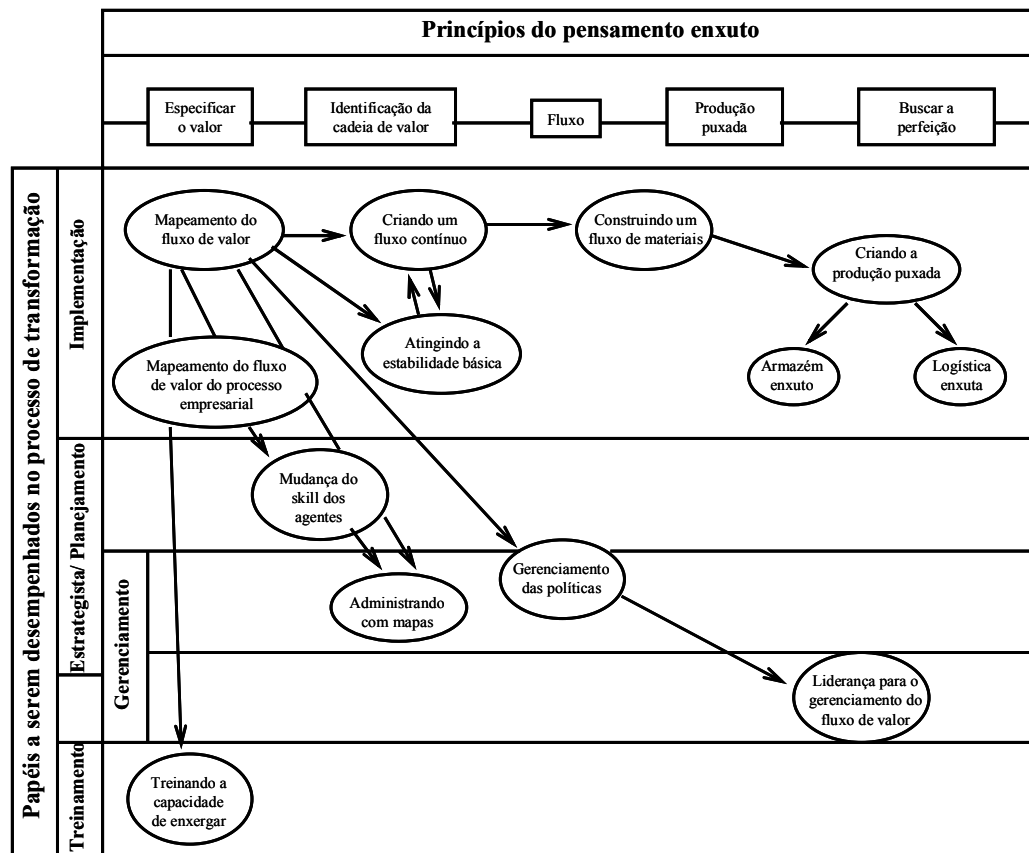 Princípios do pensamento enxuto
Especificar
o valor
Identificação da
cadeia de valor
Fluxo
Produção
puxada
Buscar a
perfeição
Papéis a serem desempenhados no processo de transformação
Implementação
Mapeamento do
fluxo de valor
Criando um
fluxo contínuo
Construindo um
fluxo de materiais
Criando a
produção puxada
Atingindo a
estabilidade básica
Mapeamento do fluxo
de valor do processo
empresarial
Armazém
enxuto
Logística
enxuta
Estrategista/ Planejamento
Mudança do
skill dos
agentes
Gerenciamento
Gerenciamento
das políticas
Administrando
com mapas
Liderança para o
gerenciamento do
fluxo de valor
Treinamento
Treinando a
capacidade
de enxergar